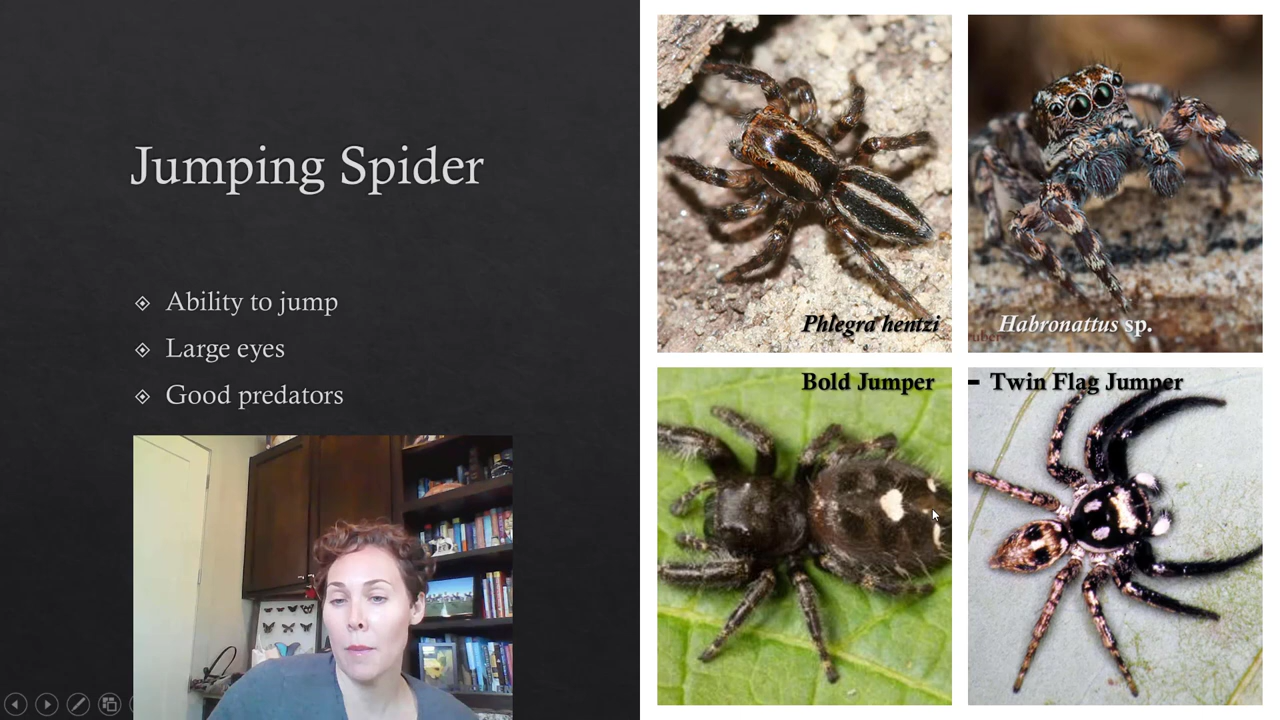 Jumping Spider
Ability to jump
Large eyes
Good predators
Phlegra hentzi
Habronattus sp.
Bold Jumper
Twin Flag Jumper